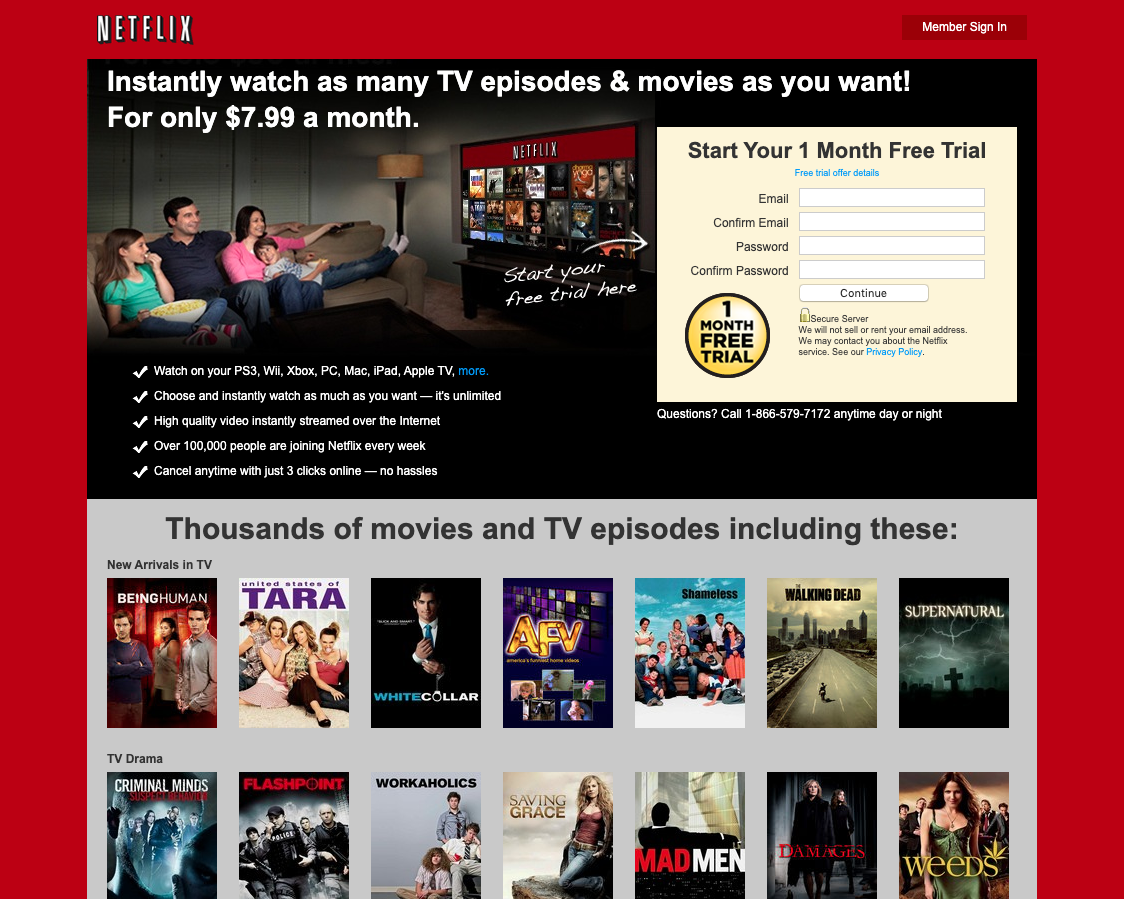 NETFLIX
Member Sign In
Instantly watch as many TV episodes & movies as you want!
For only $7.99 a month.
NETFLIX
Start your
free trial here
Start Your 1 Month Free Trial
Free trial offer details
Email
Confirm Email
Password
Confirm Password
Continue
1
MONTH
FREE
TRIAL
Secure Server
We will not sell or rent your email address.
We may contact you about the Netflix
service. See our Privacy Policy.
Questions? Call 1-866-579-7172 anytime day or night
Watch on your PS3, Wii, Xbox, PC, Mac, iPad, Apple TV, more.
Choose and instantly watch as much as you want — it's unlimited
High quality video instantly streamed over the Internet
Over 100,000 people are joining Netflix every week
Cancel anytime with just 3 clicks online — no hassles
Thousands of movies and TV episodes including these:
New Arrivals in TV
BEING HUMAN
united states of
TARA
WHITE COLLAR
AFV
america's funniest home videos
Shameless
THE
WALKING DEAD
SUPERNATURAL
TV Drama
CRIMINAL MINDS
SUSPECT BEHAVIOR
FLASHPOINT
POLICE
WORKAHOLICS
SAVING
GRACE
MAD MEN
DAMAGES
WEEDS